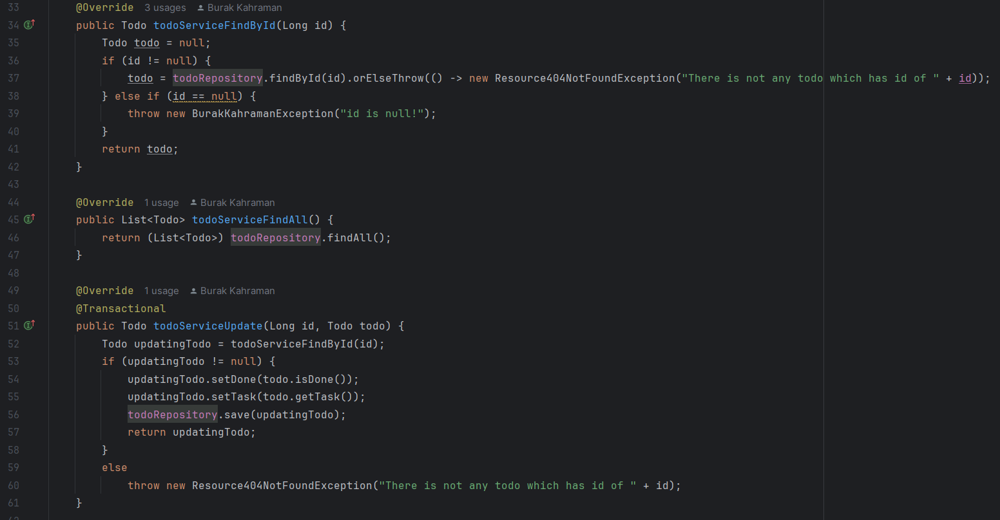 33 @Override 3 usages Burak Kahraman
34 public Todo todoServiceFindById(Long id) {
35 Todo todo = null;
36 if (id != null) {
37 todo = todoRepository.findById(id).orElseThrow(() -> new Resource404NotFoundException("There is not any todo which has id of " + id));
38 } else if (id == null) {
39 throw new BurakKahramanException("id is null!");
40 }
41 return todo;
42 }
43
44 @Override 1 usage Burak Kahraman
45 public List<Todo> todoServiceFindAll() {
46 return (List<Todo>) todoRepository.findAll();
47 }
48
49 @Override 1 usage Burak Kahraman
50 @Transactional
51 public Todo todoServiceUpdate(Long id, Todo todo) {
52 Todo updatingTodo = todoServiceFindById(id);
53 if (updatingTodo != null) {
54 updatingTodo.setDone(todo.isDone());
55 updatingTodo.setTask(todo.getTask());
56 todoRepository.save(updatingTodo);
57 return updatingTodo;
58 }
59 else
60 throw new Resource404NotFoundException("There is not any todo which has id of " + id);
61 }